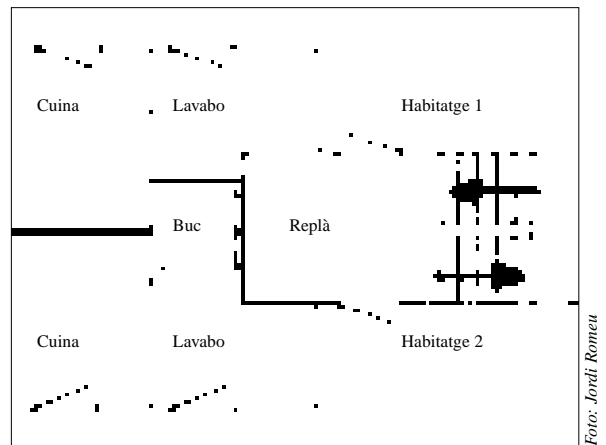 Cuina Lavabo Habitatge 1
Buc Replà
Cuina Lavabo Habitatge 2
Foto: Jordi Romeu